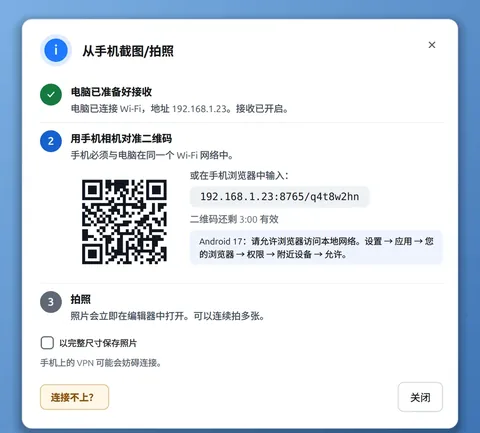 从手机截图/拍照
电脑已准备好接收
电脑已连接 Wi-Fi，地址 192.168.1.23。接收已开启。
2
用手机相机对准二维码
手机必须与电脑在同一个 Wi-Fi 网络中。
或在手机浏览器中输入：
192.168.1.23:8765/q4t8w2hn
二维码还剩 3:00 有效
Android 17：请允许浏览器访问本地网络。设置 → 应用 → 您
的浏览器 → 权限 → 附近设备 → 允许。
3
拍照
照片会立即在编辑器中打开。可以连续拍多张。
以完整尺寸保存照片
手机上的 VPN 可能会妨碍连接。
连接不上？
关闭